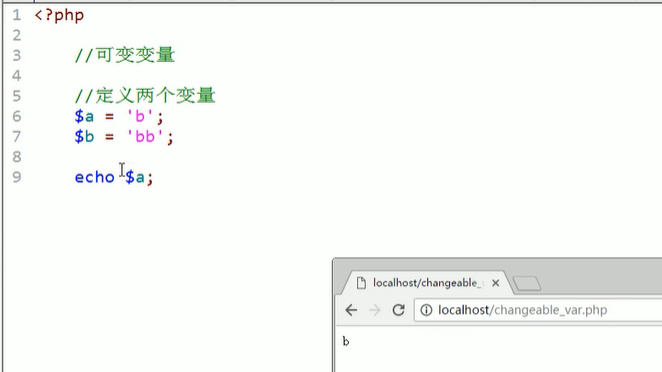 1 <?php
2
3 //可变变量
4
5 //定义两个变量
6 $a = 'b';
7 $b = 'bb';
8
9 echo $a;
localhost/changeable_
localhost/changeable_var.php
b